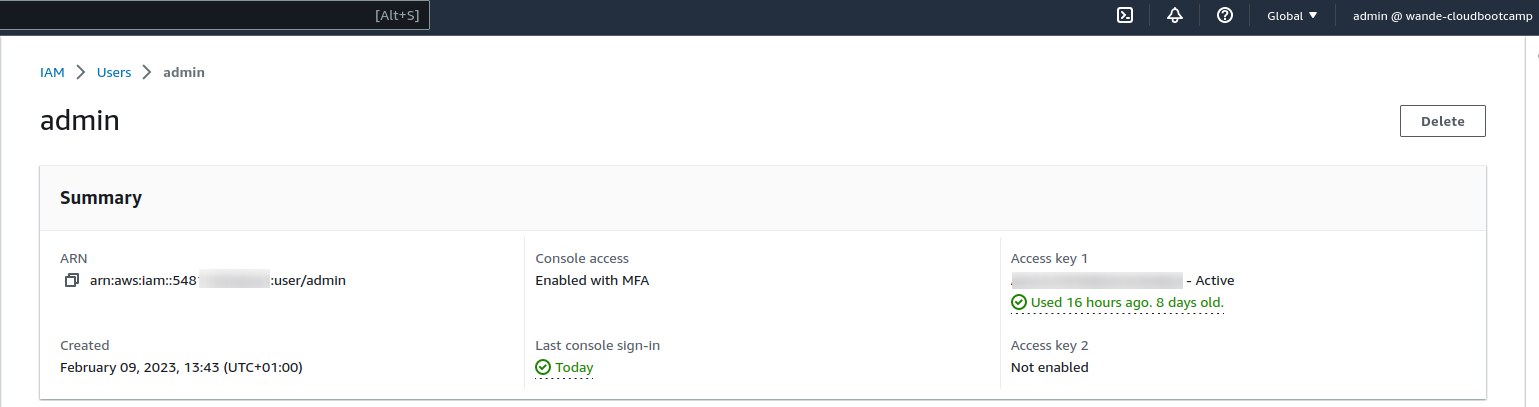 [Alt+S] Global admin @ wande-cloudbootcamp
IAM Users admin
admin
Delete
Summary
ARN
arn:aws:iam::548 :user/admin
Console access
Enabled with MFA
Access key 1
- Active
Used 16 hours ago. 8 days old.
Created
February 09, 2023, 13:43 (UTC+01:00)
Last console sign-in
Today
Access key 2
Not enabled